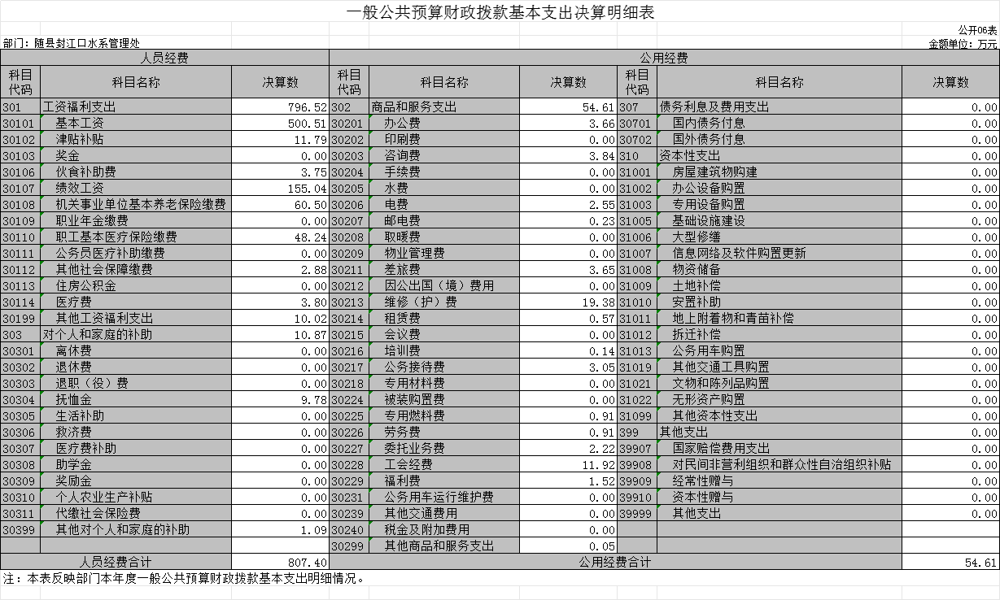 一般公共预算财政拨款基本支出决算明细表
公开06表
部门：随县封江口水系管理处 金额单位：万元
人员经费 公用经费
科目代码 科目名称 决算数 科目代码 科目名称 决算数 科目代码 科目名称 决算数
301 工资福利支出 796.52 302 商品和服务支出 54.61 307 债务利息及费用支出 0.00
30101 基本工资 500.51 30201 办公费 3.66 30701 国内债务付息 0.00
30102 津贴补贴 11.79 30202 印刷费 0.00 30702 国外债务付息 0.00
30103 奖金 0.00 30203 咨询费 3.84 310 资本性支出 0.00
30106 伙食补助费 3.75 30204 手续费 0.00 31001 房屋建筑物购建 0.00
30107 绩效工资 155.04 30205 水费 0.00 31002 办公设备购置 0.00
30108 机关事业单位基本养老保险缴费 60.50 30206 电费 2.55 31003 专用设备购置 0.00
30109 职业年金缴费 0.00 30207 邮电费 0.23 31005 基础设施建设 0.00
30110 职工基本医疗保险缴费 48.24 30208 取暖费 0.00 31006 大型修缮 0.00
30111 公务员医疗补助缴费 0.00 30209 物业管理费 0.00 31007 信息网络及软件购置更新 0.00
30112 其他社会保障缴费 2.88 30211 差旅费 3.65 31008 物资储备 0.00
30113 住房公积金 0.00 30212 因公出国（境）费用 0.00 31009 土地补偿 0.00
30114 医疗费 3.80 30213 维修（护）费 19.38 31010 安置补助 0.00
30199 其他工资福利支出 10.02 30214 租赁费 0.57 31011 地上附着物和青苗补偿 0.00
303 对个人和家庭的补助 10.87 30215 会议费 0.00 31012 拆迁补偿 0.00
30301 离休费 0.00 30216 培训费 0.14 31013 公务用车购置 0.00
30302 退休费 0.00 30217 公务接待费 3.05 31019 其他交通工具购置 0.00
30303 退职（役）费 0.00 30218 专用材料费 0.00 31021 文物和陈列品购置 0.00
30304 抚恤金 9.78 30224 被装购置费 0.00 31022 无形资产购置 0.00
30305 生活补助 0.00 30225 专用燃料费 0.91 31099 其他资本性支出 0.00
30306 救济费 0.00 30226 劳务费 0.91 399 其他支出 0.00
30307 医疗费补助 0.00 30227 委托业务费 2.22 39907 国家赔偿费用支出 0.00
30308 助学金 0.00 30228 工会经费 11.92 39908 对民间非营利组织和群众性自治组织补贴 0.00
30309 奖励金 0.00 30229 福利费 1.52 39909 经常性赠与 0.00
30310 个人农业生产补贴 0.00 30231 公务用车运行维护费 0.00 39910 资本性赠与 0.00
30311 代缴社会保险费 0.00 30239 其他交通费用 0.00 39999 其他支出 0.00
30399 其他对个人和家庭的补助 1.09 30240 税金及附加费用 0.00
30299 其他商品和服务支出 0.05
人员经费合计 807.40 公用经费合计 54.61
注：本表反映部门本年度一般公共预算财政拨款基本支出明细情况。